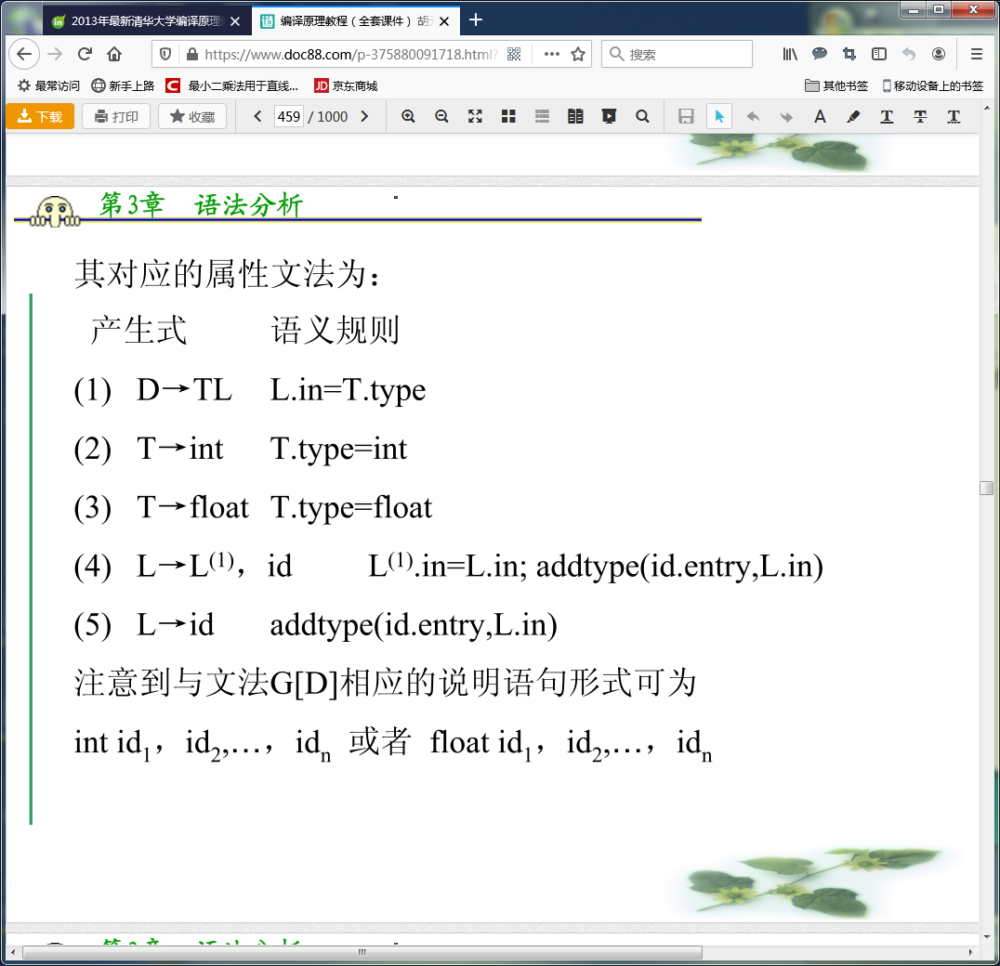 2013年最新清华大学编译原理
编译原理教程（全套课件）胡
https://www.doc88.com/p-375880091718.html?
搜索
最常访问 新手上路 最小二乘法用于直线... JD 京东商城 其他书签 移动设备上的书签
下载 打印 收藏 459 / 1000
第3章 语法分析
其对应的属性文法为：
产生式 语义规则
(1) D→TL L.in=T.type
(2) T→int T.type=int
(3) T→float T.type=float
(4) L→L(1)，id L(1).in=L.in; addtype(id.entry,L.in)
(5) L→id addtype(id.entry,L.in)
注意到与文法G[D]相应的说明语句形式可为
int id1，id2,…，idn 或者 float id1，id2,…，idn